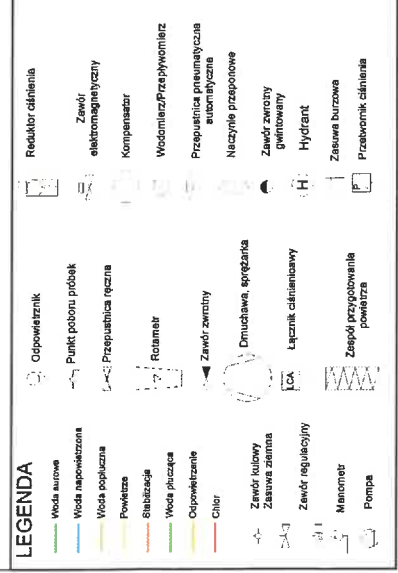 LEGENDA
Woda surowa
Woda napowietrzona
Woda popłuczna
Powietrze
Stabilizacja
Woda płucząca
Odpowietrzanie
Chlor
Zawór kulowy
Zasuwa ziemna
Zawór regulacyjny
Manometr
Pompa
Odpowietrznik
Punkt poboru próbek
Przepustnica ręczna
Rotametr
Zawór zwrotny
Dmuchawa, sprężarka
LCA
Łącznik ciśnieniowy
Zespół przygotowania
powietrza
Reduktor ciśnienia
Zawór
elektromagnetyczny
Kompensator
Wodomierz/Przepływomierz
Przepustnica pneumatyczna
automatyczna
Naczynie przeponowe
Zawór zwrotny
gwintowany
H
Hydrant
Zasuwa burzowa
P
Przetwornik ciśnienia